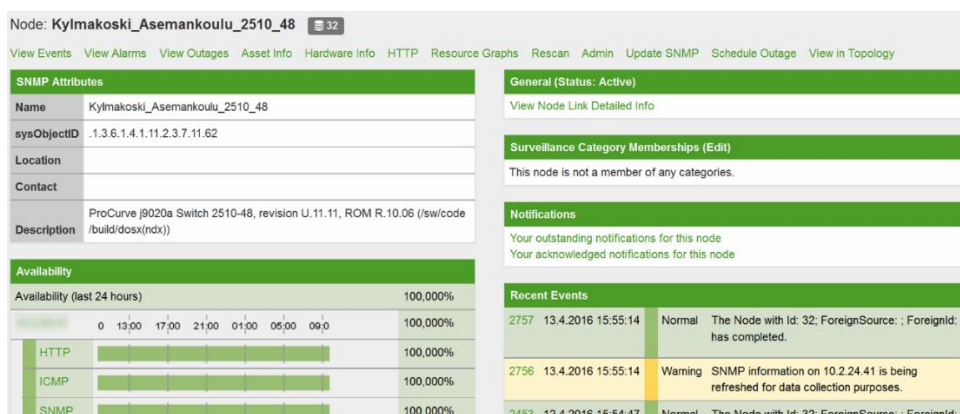 Node: Kylmakoski_Asemankoulu_2510_48 32
View Events View Alarms View Outages Asset Info Hardware Info HTTP Resource Graphs Rescan Admin Update SNMP Schedule Outage View in Topology
SNMP Attributes
Name Kylmakoski_Asemankoulu_2510_48
sysObjectID .1.3.6.1.4.1.11.2.3.7.11.62
Location
Contact
Description ProCurve j9020a Switch 2510-48, revision U.11.11, ROM R.10.06 (/sw/code
/build/dosx(ndx))
Availability
Availability (last 24 hours) 100,000%
0 13:00 17:00 21:00 01:00 05:00 09:0 100,000%
HTTP 100,000%
ICMP 100,000%
SNMP 100,000%
General (Status: Active)
View Node Link Detailed Info
Surveillance Category Memberships (Edit)
This node is not a member of any categories.
Notifications
Your outstanding notifications for this node
Your acknowledged notifications for this node
Recent Events
2757 13.4.2016 15:55:14 Normal The Node with Id: 32; ForeignSource: ; ForeignId:
has completed.
2756 13.4.2016 15:55:14 Warning SNMP information on 10.2.24.41 is being
refreshed for data collection purposes.
2453 12.4.2016 15:54:47 Normal The Node with Id: 32; ForeignSource: ; ForeignId: